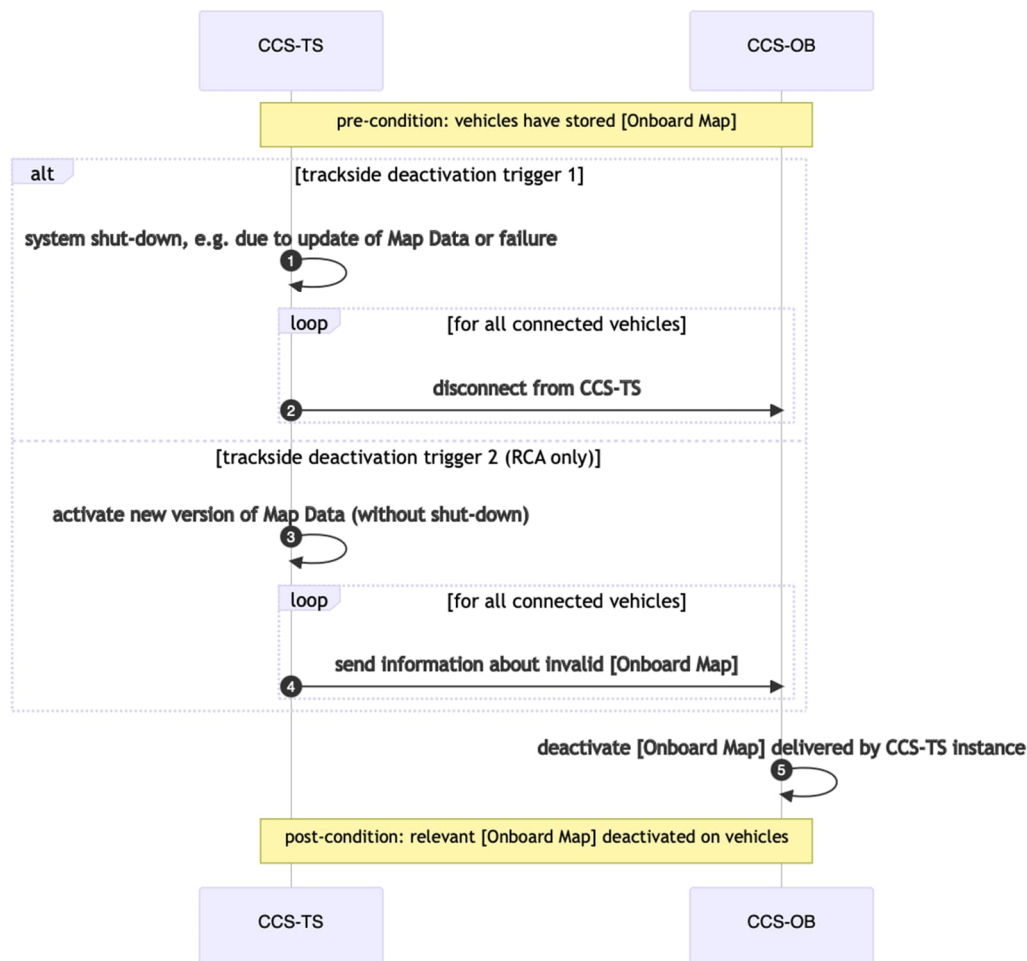 CCS-TS
CCS-OB
pre-condition: vehicles have stored [Onboard Map]
alt
[trackside deactivation trigger 1]
system shut-down, e.g. due to update of Map Data or failure
1
loop
[for all connected vehicles]
disconnect from CCS-TS
2
[trackside deactivation trigger 2 (RCA only)]
activate new version of Map Data (without shut-down)
3
loop
[for all connected vehicles]
send information about invalid [Onboard Map]
4
deactivate [Onboard Map] delivered by CCS-TS instance
5
post-condition: relevant [Onboard Map] deactivated on vehicles
CCS-TS
CCS-OB